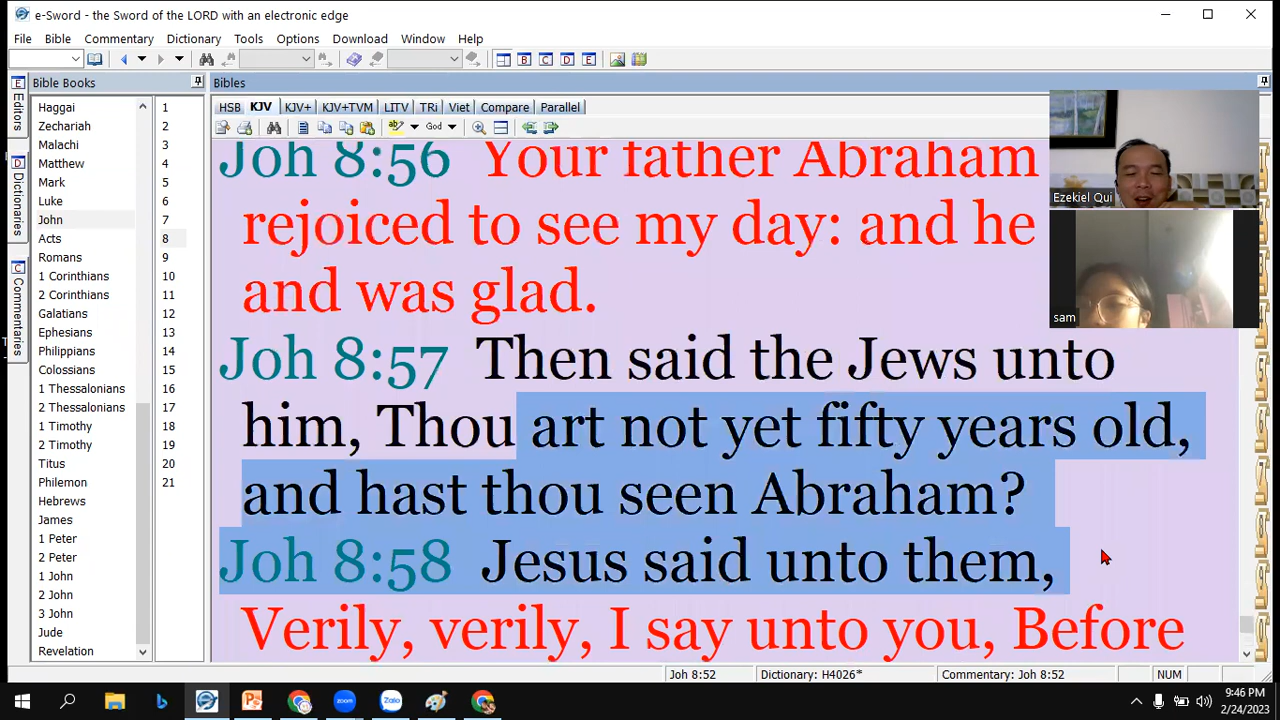 e-Sword - the Sword of the LORD with an electronic edge
File Bible Commentary Dictionary Tools Options Download Window Help
Bible Books
Bibles
Editors
Dictionaries
Commentaries
Haggai
Zechariah
Malachi
Matthew
Mark
Luke
John
Acts
Romans
1 Corinthians
2 Corinthians
Galatians
Ephesians
Philippians
Colossians
1 Thessalonians
2 Thessalonians
1 Timothy
2 Timothy
Titus
Philemon
Hebrews
James
1 Peter
2 Peter
1 John
2 John
3 John
Jude
Revelation
1
2
3
4
5
6
7
8
9
10
11
12
13
14
15
16
17
18
19
20
21
HSB KJV KJV+ KJV+TVM LITV TRi Viet Compare Parallel
God
Joh 8:56 Your father Abraham
rejoiced to see my day: and he
and was glad.
Joh 8:57 Then said the Jews unto
him, Thou art not yet fifty years old,
and hast thou seen Abraham?
Joh 8:58 Jesus said unto them,
Verily, verily, I say unto you, Before
Ezekiel Qui
sam
Joh 8:52 Dictionary: H4026* Commentary: Joh 8:52 NUM
9:46 PM
2/24/2023